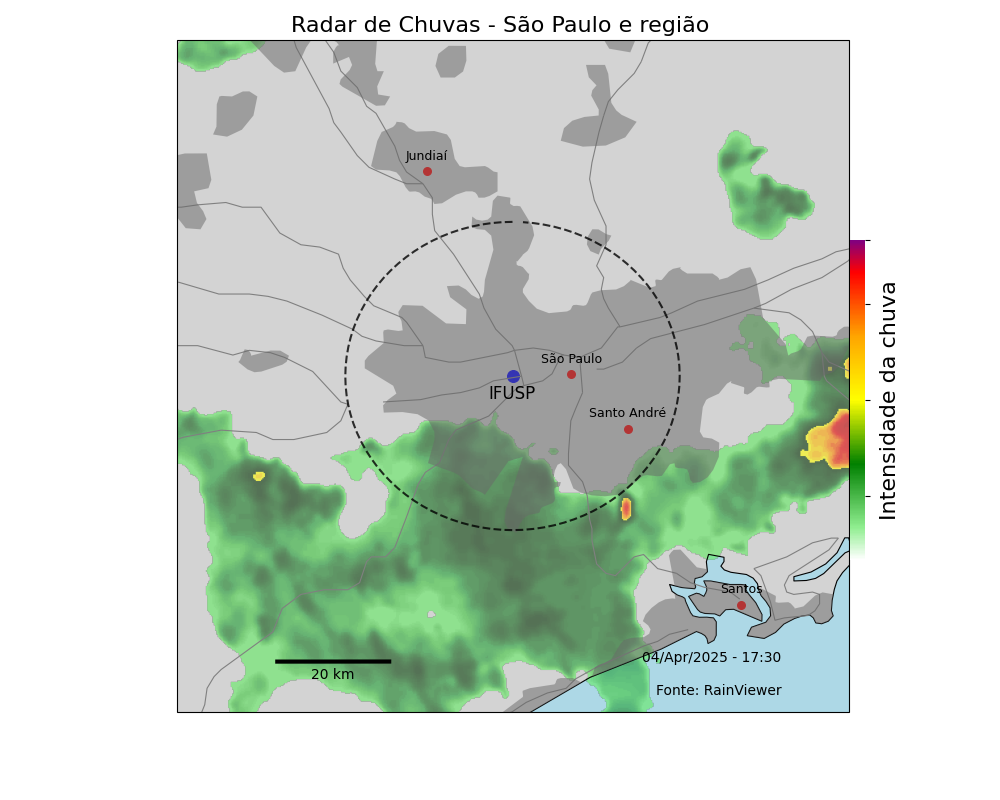 Radar de Chuvas - São Paulo e região
Jundiaí
São Paulo
IFUSP
Santo André
Intensidade da chuva
Santos
04/Apr/2025 - 17:30
20 km
Fonte: RainViewer